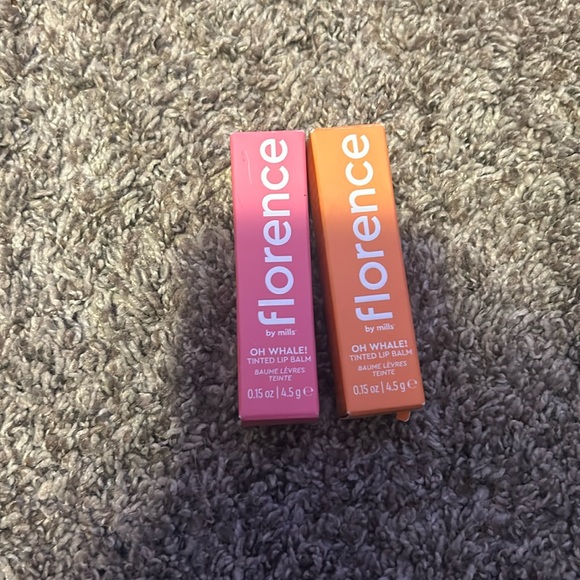 florence
by mills
OH WHALE!
TINTED LIP BALM
BAUME LÈVRES
TEINTE
0.15 oz | 4.5 g ℮
florence
by mills
OH WHALE!
TINTED LIP BALM
BAUME LÈVRES
TEINTE
0.15 oz | 4.5 g ℮